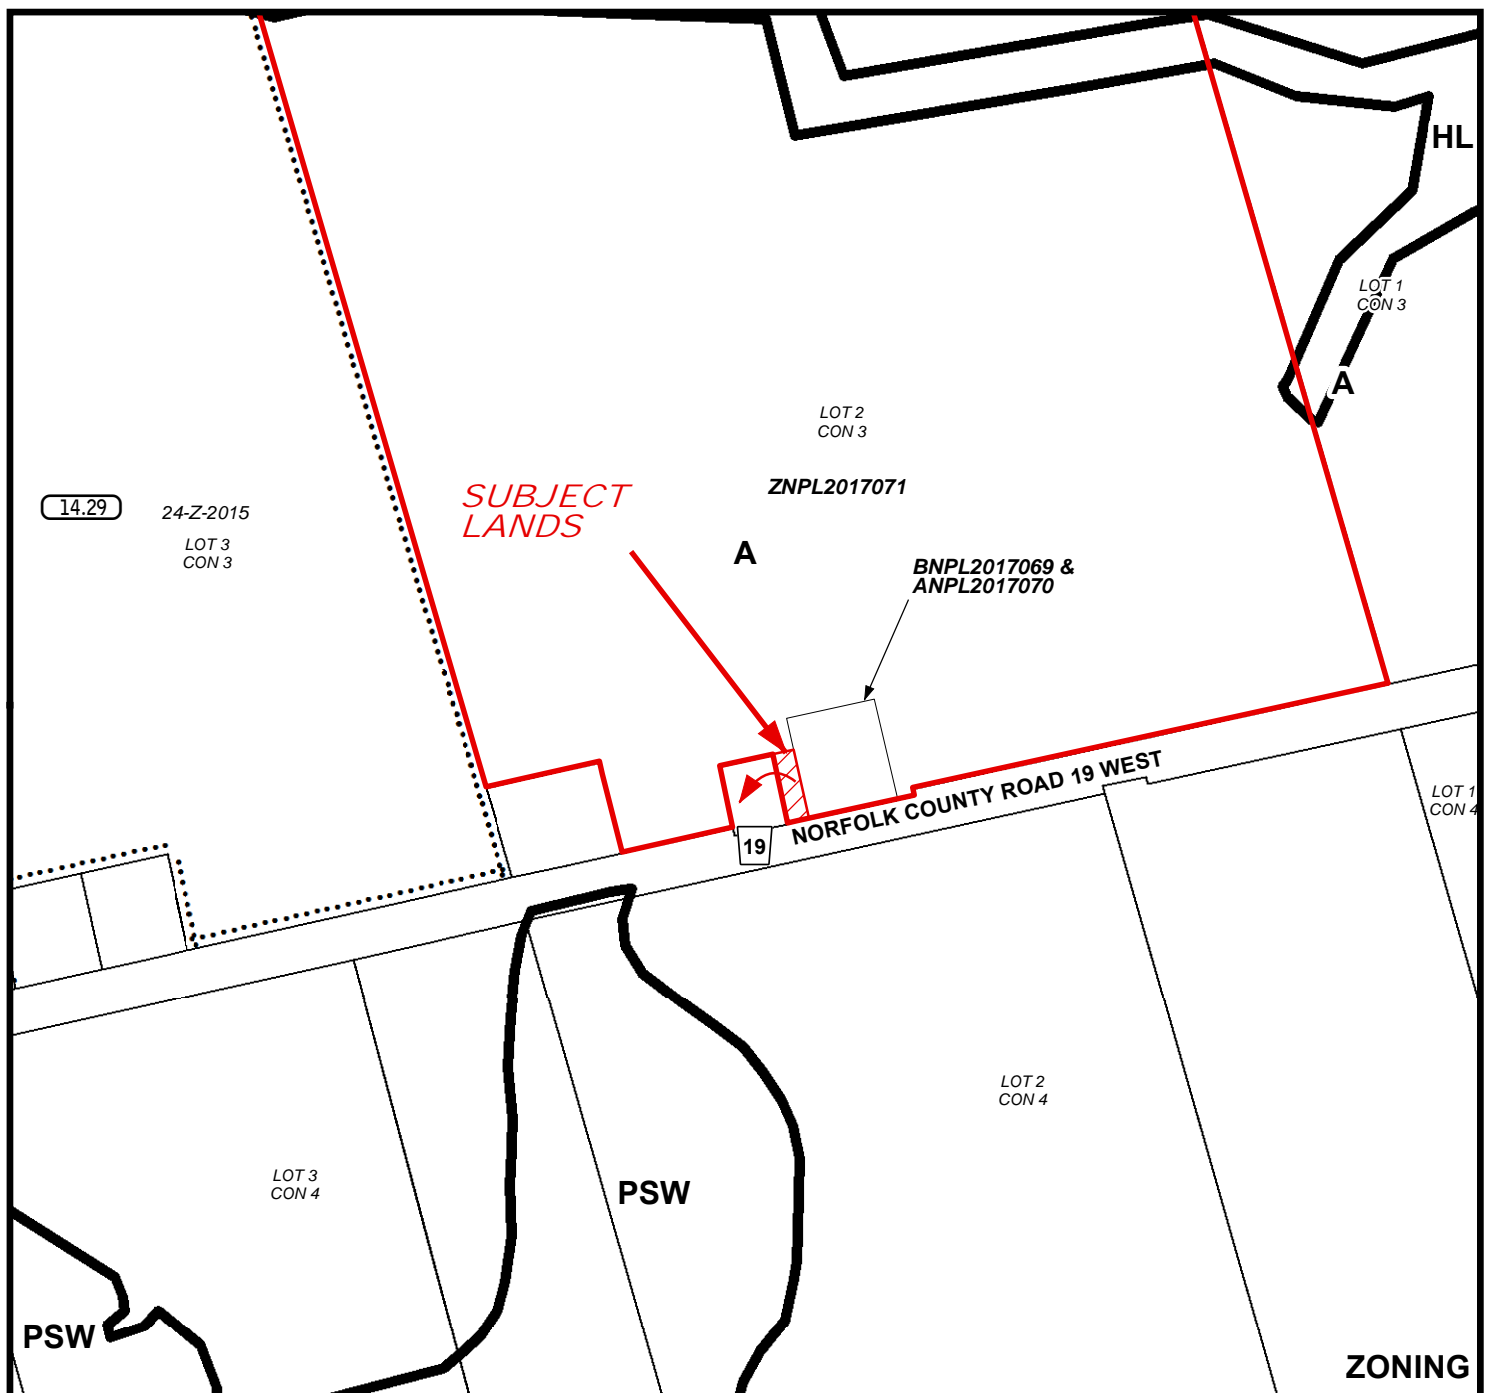 HL
LOT 1
CON 3
A
LOT 2
CON 3
ZNPL2017071
SUBJECT
LANDS
14.29
24-Z-2015
LOT 3
CON 3
A
BNPL2017069 &
ANPL2017070
NORFOLK COUNTY ROAD 19 WEST
19
LOT 1
CON 4
LOT 2
CON 4
LOT 3
CON 4
PSW
PSW
ZONING